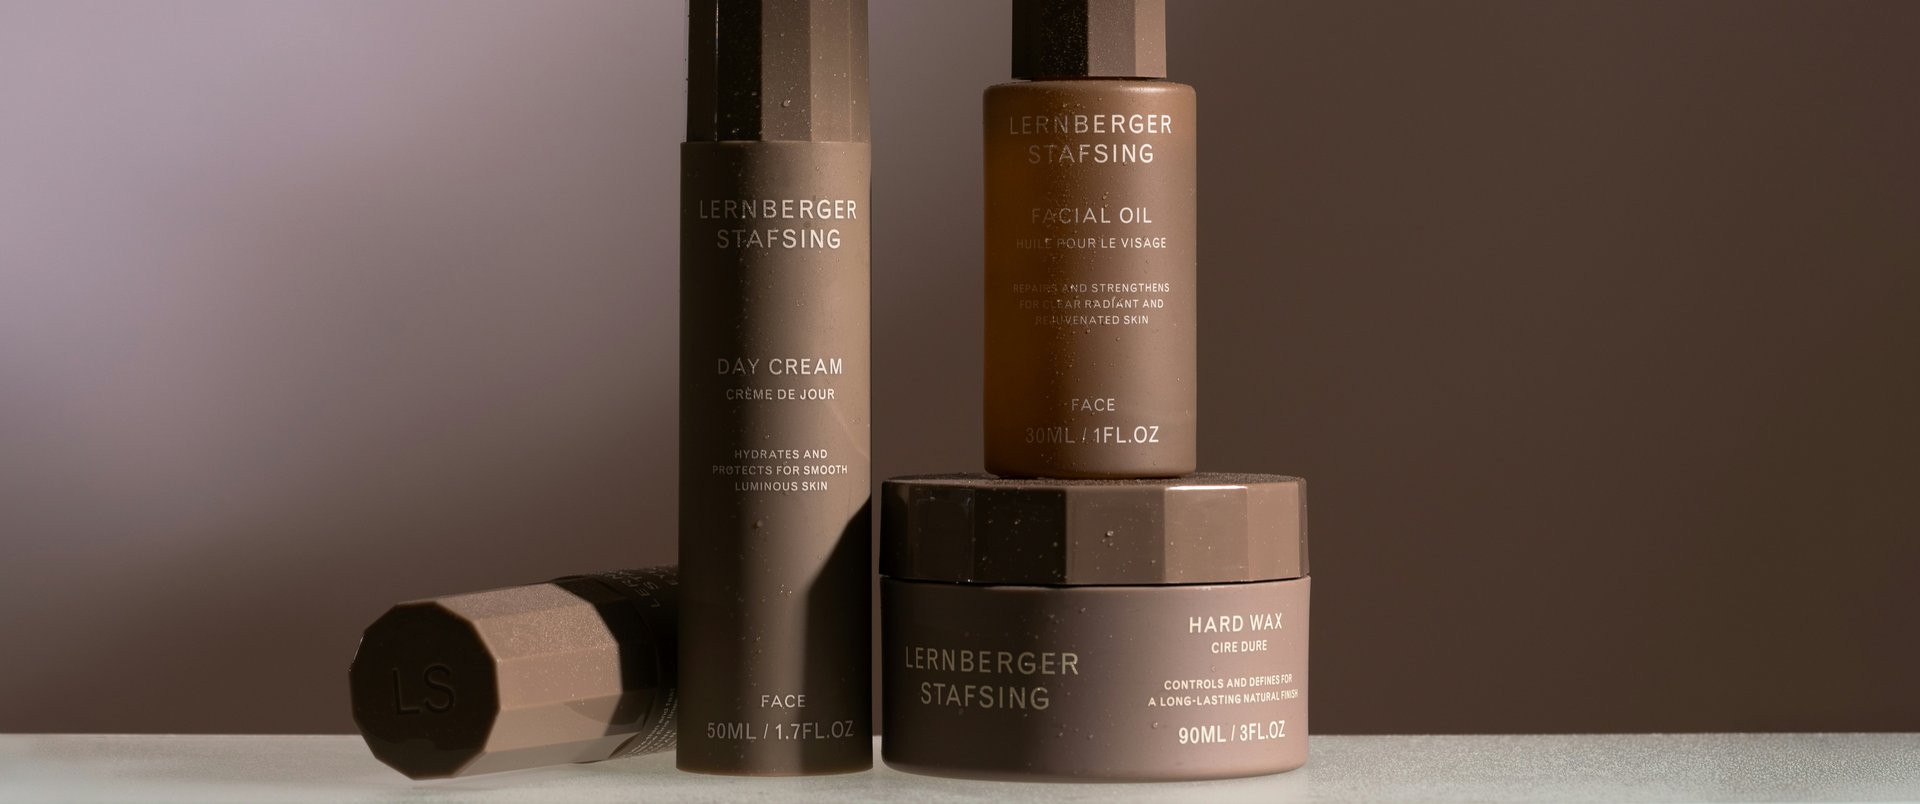 LERNBERGER
STAFSING
DAY CREAM
CRÈME DE JOUR
HYDRATES AND
PROTECTS FOR SMOOTH
LUMINOUS SKIN
FACE
50ML / 1.7FL.OZ
LERNBERGER
STAFSING
FACIAL OIL
HUILE POUR LE VISAGE
REPAIRS AND STRENGTHENS
FOR CLEAR RADIANT AND
REJUVENATED SKIN
FACE
30ML / 1FL.OZ
LERNBERGER
STAFSING
HARD WAX
CIRE DURE
CONTROLS AND DEFINES FOR
A LONG-LASTING NATURAL FINISH
90ML / 3FL.OZ
LS